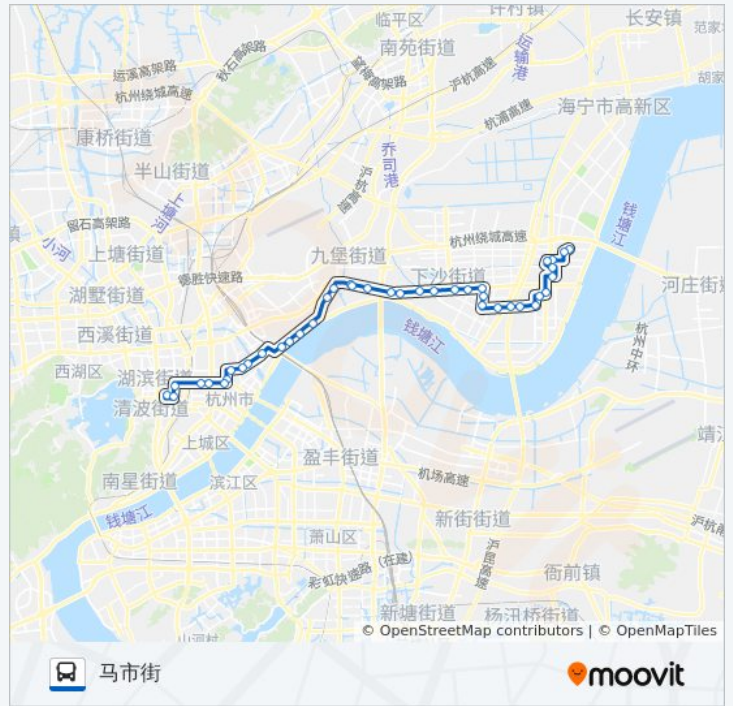 许村镇
长安镇
临平区
范家
南苑街道
运输港
秋石高架路
运溪高架路
沪杭高速
胡家
杭州绕城高速
海宁市高新区
杭浦高速
康桥街道
乔司港
半山街道
沪杭高速
上塘河
留石高架路
钱塘江
镇
小河
上塘街道
九堡街道
杭州绕城高速
德胜快速路
下沙街道
河庄街道
湖墅街道
西溪街道
钱塘江
杭州中环
西湖区
湖滨街道
清波街道
杭州市
靖江
上城区
盈丰街道
机场高速
南星街道
滨江区
钱塘江
新街街道
沪杭甬
萧山区
沪昆高速
衙前镇
彩虹快速路（在建）
新塘街道
杨汛桥街道
山河村
© OpenStreetMap contributors | © OpenMapTiles
马市街
moovit